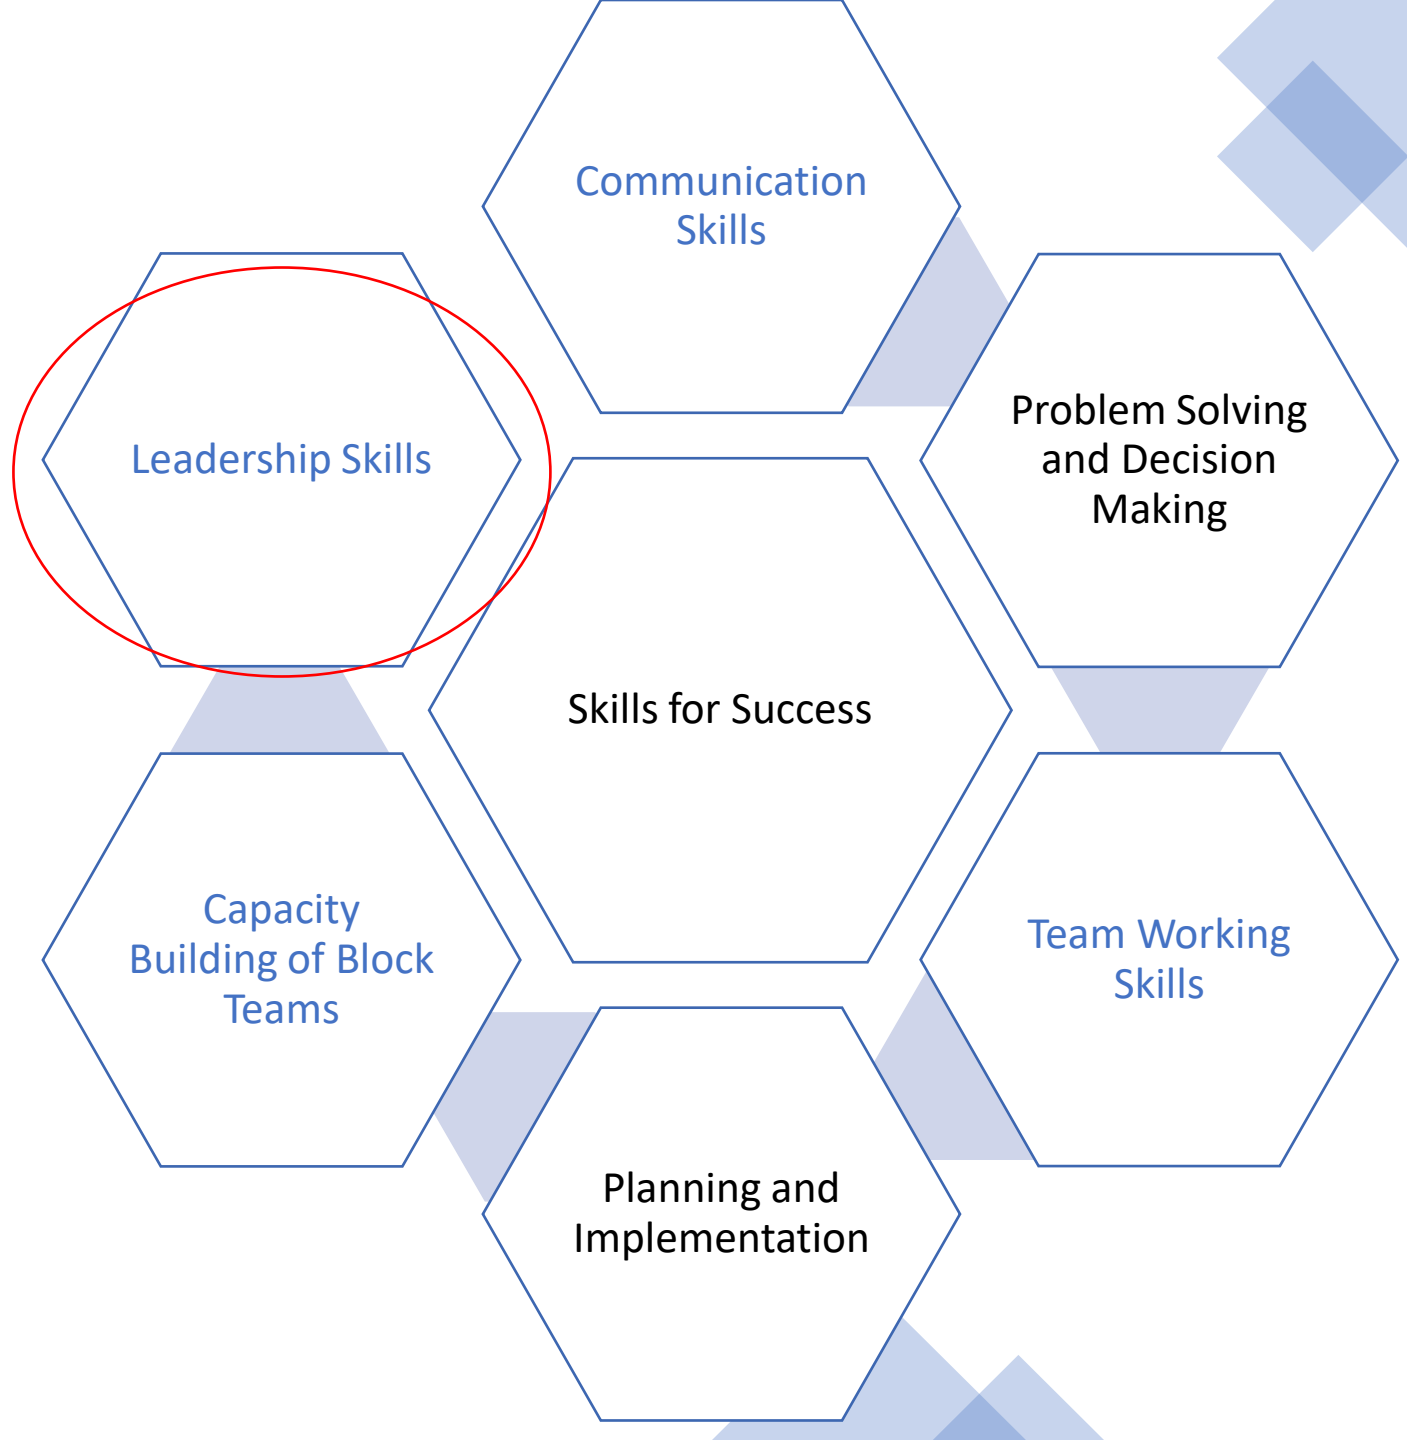 Communication
Skills
Problem Solving
and Decision
Making
Leadership Skills
Skills for Success
Team Working
Skills
Capacity
Building of Block
Teams
Planning and
Implementation